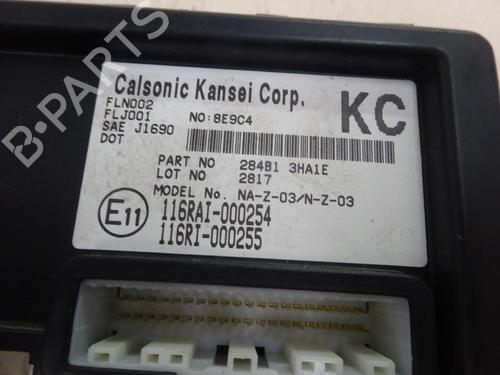 Calsonic Kansei Corp.
KC
FLN002
FLJ001 NO:8E9C4
SAE J1690
DOT
PART NO 284B1 3HA1E
LOT NO 2817
MODEL No. NA-Z-03/N-Z-03
E11
116RAI-000254
116RI-000255